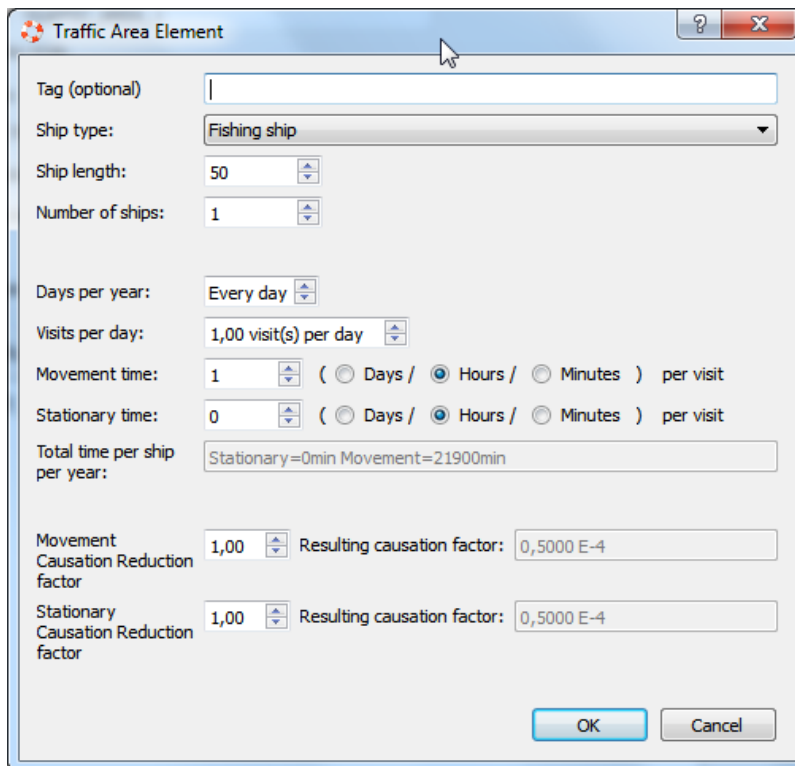 Traffic Area Element
Tag (optional)
Ship type: Fishing ship
Ship length: 50
Number of ships: 1
Days per year: Every day
Visits per day: 1,00 visit(s) per day
Movement time: 1 ( Days / Hours / Minutes ) per visit
Stationary time: 0 ( Days / Hours / Minutes ) per visit
Total time per ship
per year:
Stationary=0min Movement=21900min
Movement
Causation Reduction
factor
1,00 Resulting causation factor: 0,5000 E-4
Stationary
Causation Reduction
factor
1,00 Resulting causation factor: 0,5000 E-4
OK Cancel